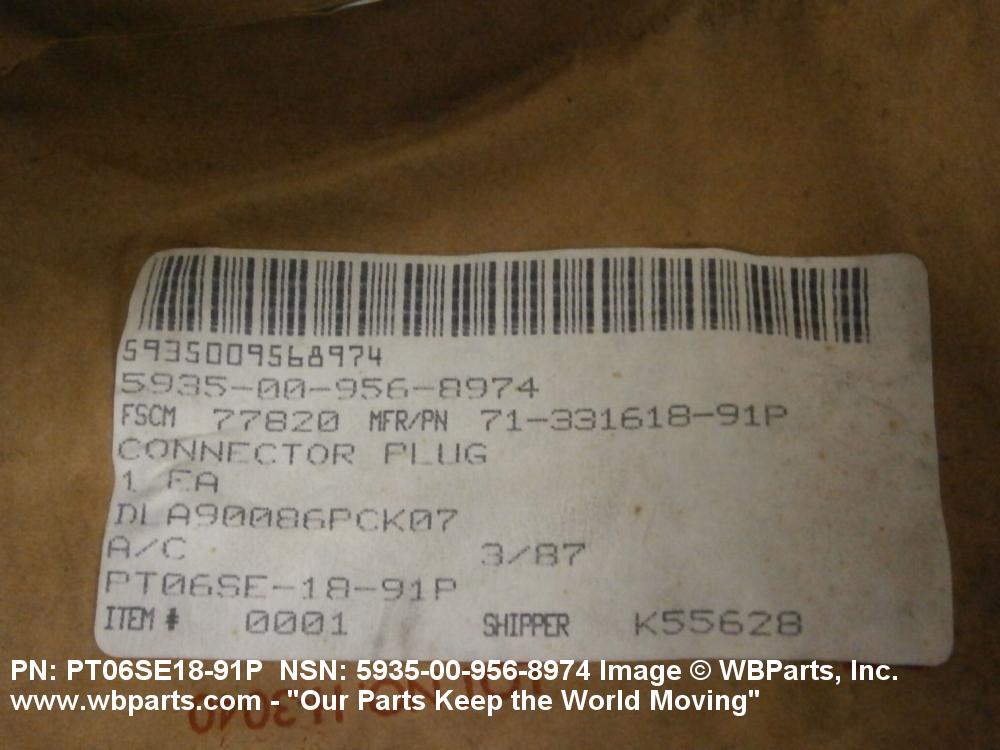 5935009568974
5935-00-956-8974
FSCM 77820 MFR/PN 71-331618-91P
CONNECTOR PLUG
1 EA
DLA90086PCK07
A/C 3/87
PT06SE-18-91P
ITEM # 0001 SHIPPER K55628
PN: PT06SE18-91P NSN: 5935-00-956-8974 Image © WBParts, Inc.
www.wbparts.com - "Our Parts Keep the World Moving"